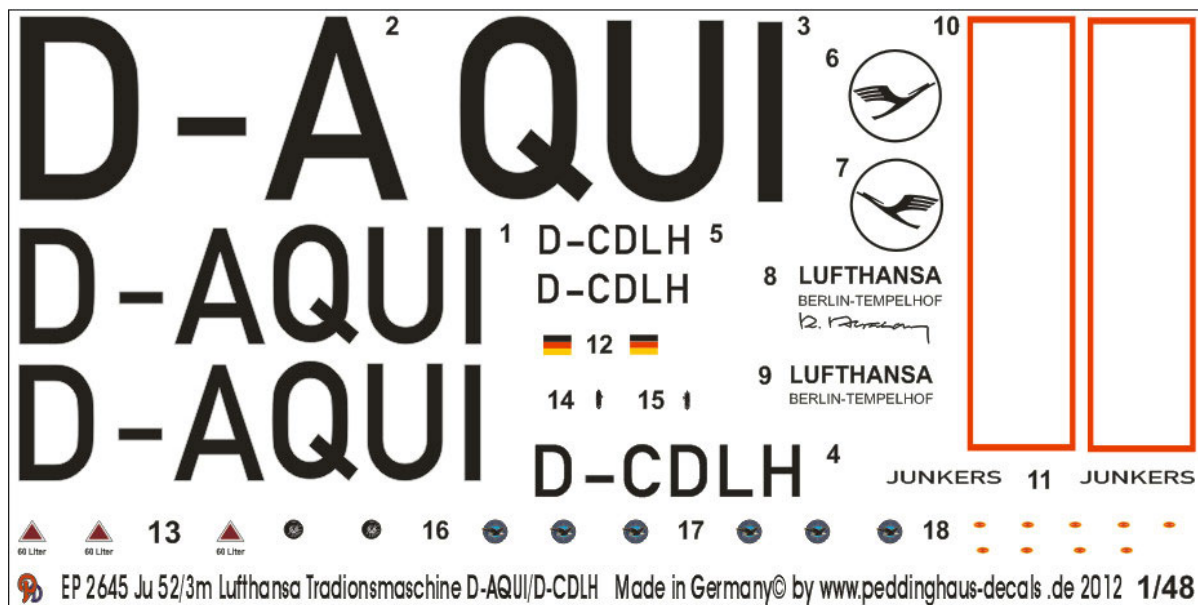 D-A 2 QUI 3 10
6
7
D-AQUI 1 D-CDLH 5
D-CDLH
8 LUFTHANSA
BERLIN-TEMPELHOF
12
D-AQUI
9 LUFTHANSA
BERLIN-TEMPELHOF
14 15
D-CDLH 4
JUNKERS 11 JUNKERS
13 16 17 18
60 Liter 60 Liter 60 Liter
EP 2645 Ju 52/3m Lufthansa Tradionsmaschine D-AQUI/D-CDLH Made in Germany© by www.peddinghaus-decals .de 2012 1/48